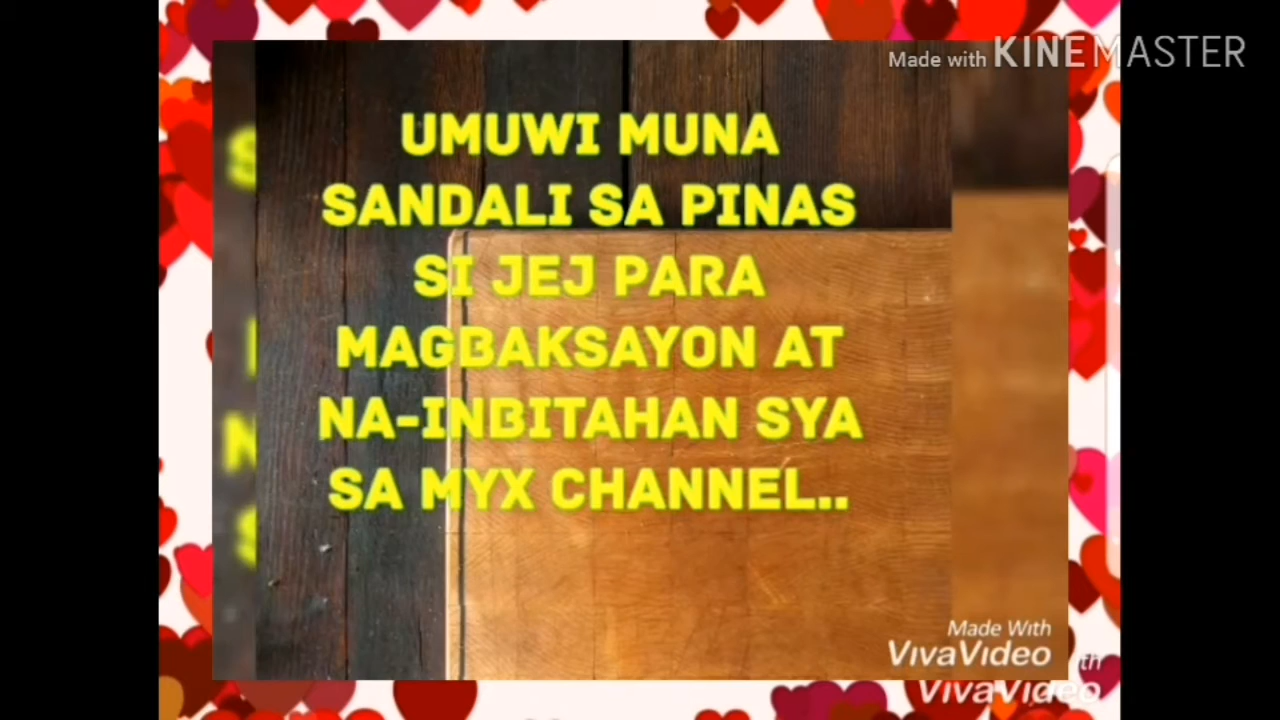 Made with KINEMASTER
UMUWI MUNA
SANDALI SA PINAS
SI JEJ PARA
MAGBAKSAYON AT
NA-INBITAHAN SYA
SA MYX CHANNEL..
Made With
VivaVideo
th
VivaVideo